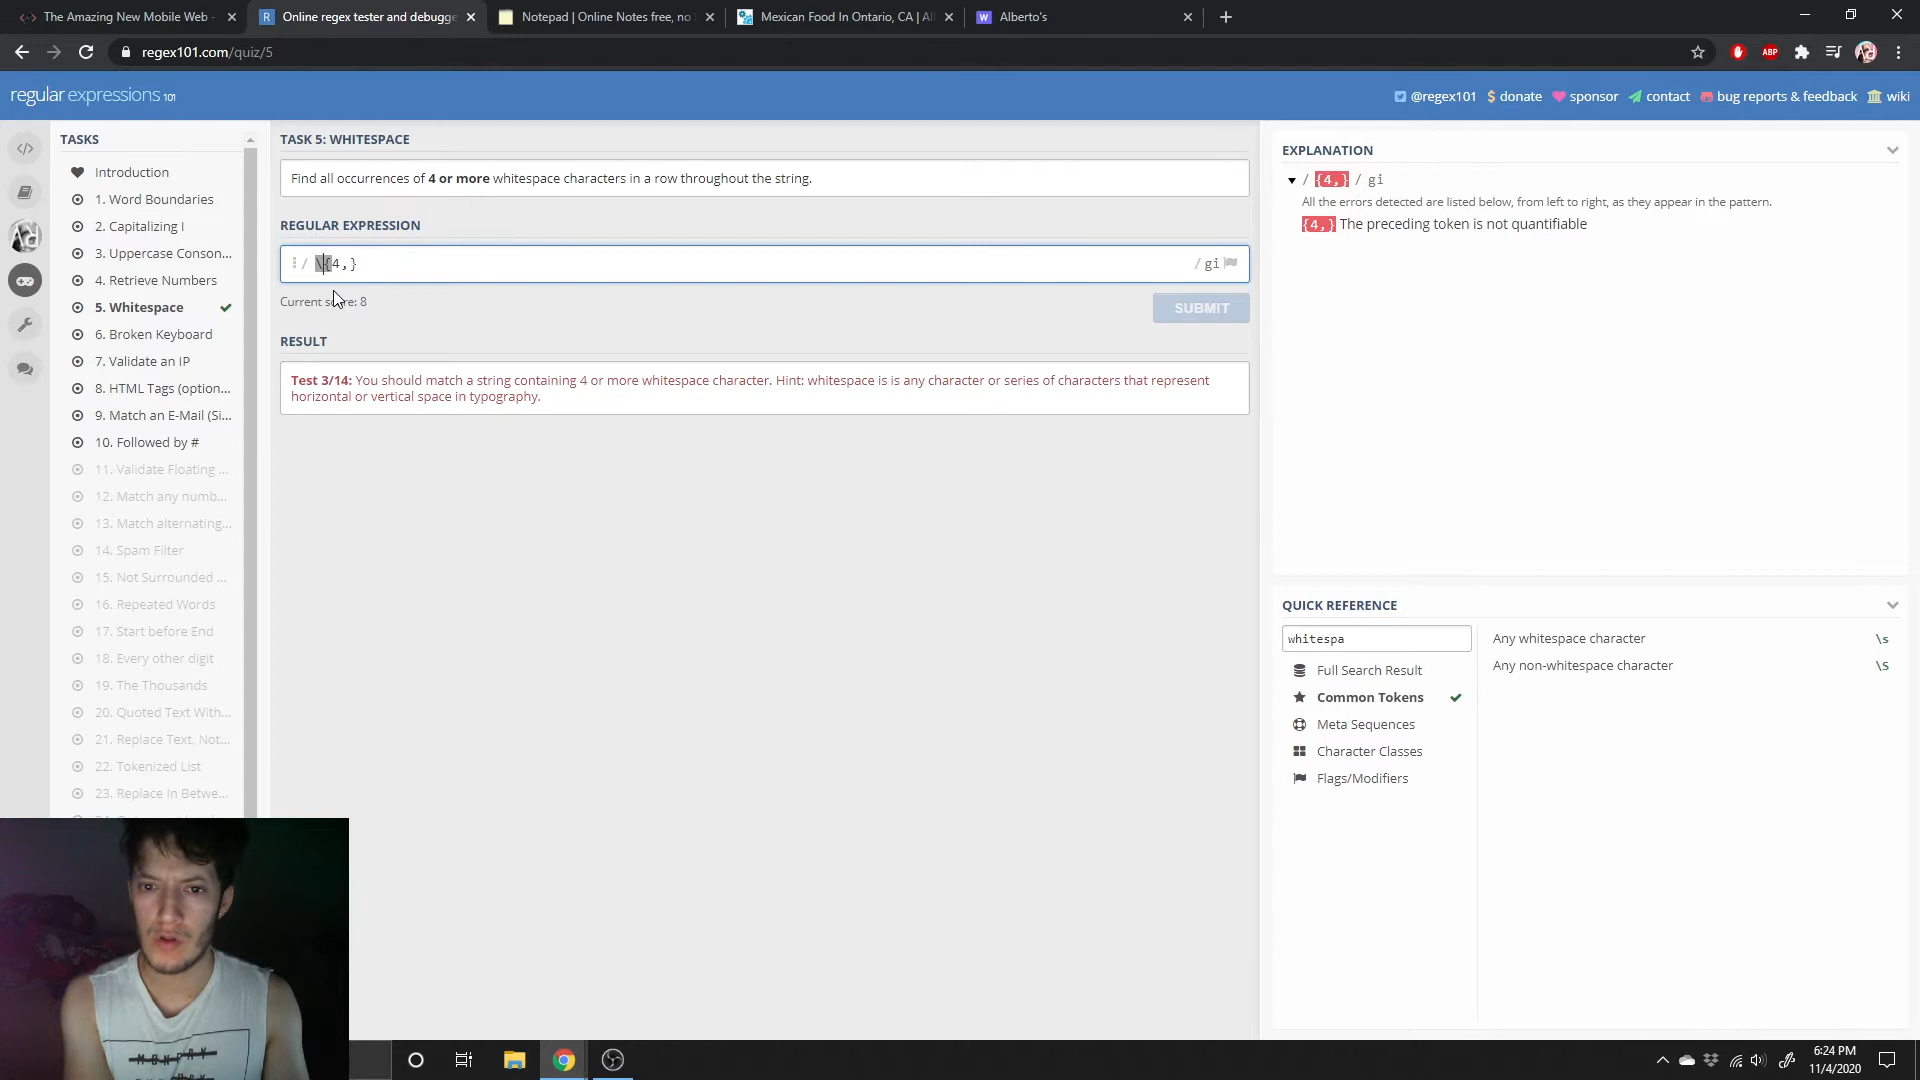 The Amazing New Mobile Web -
Online regex tester and debugge
Notepad | Online Notes free, no
Mexican Food In Ontario, CA | Al
Alberto's
regex101.com/quiz/5
ABP
regular expressions 101
@regex101
$ donate
sponsor
contact
bug reports & feedback
wiki
TASKS
Introduction
1. Word Boundaries
2. Capitalizing I
3. Uppercase Conson...
4. Retrieve Numbers
5. Whitespace
6. Broken Keyboard
7. Validate an IP
8. HTML Tags (option...
9. Match an E-Mail (Si...
10. Followed by #
11. Validate Floating ...
12. Match any numb...
13. Match alternating...
14. Spam Filter
15. Not Surrounded ...
16. Repeated Words
17. Start before End
18. Every other digit
19. The Thousands
20. Quoted Text With...
21. Replace Text, Not...
22. Tokenized List
23. Replace In Betwe...
TASK 5: WHITESPACE
Find all occurrences of 4 or more whitespace characters in a row throughout the string.
REGULAR EXPRESSION
/ \{4,} / gi
Current score: 8
SUBMIT
RESULT
Test 3/14: You should match a string containing 4 or more whitespace character. Hint: whitespace is is any character or series of characters that represent
horizontal or vertical space in typography.
EXPLANATION
/ {4,} / gi
All the errors detected are listed below, from left to right, as they appear in the pattern.
{4,} The preceding token is not quantifiable
QUICK REFERENCE
whitespa
Full Search Result
Common Tokens
Meta Sequences
Character Classes
Flags/Modifiers
Any whitespace character \s
Any non-whitespace character \S
6:24 PM
11/4/2020